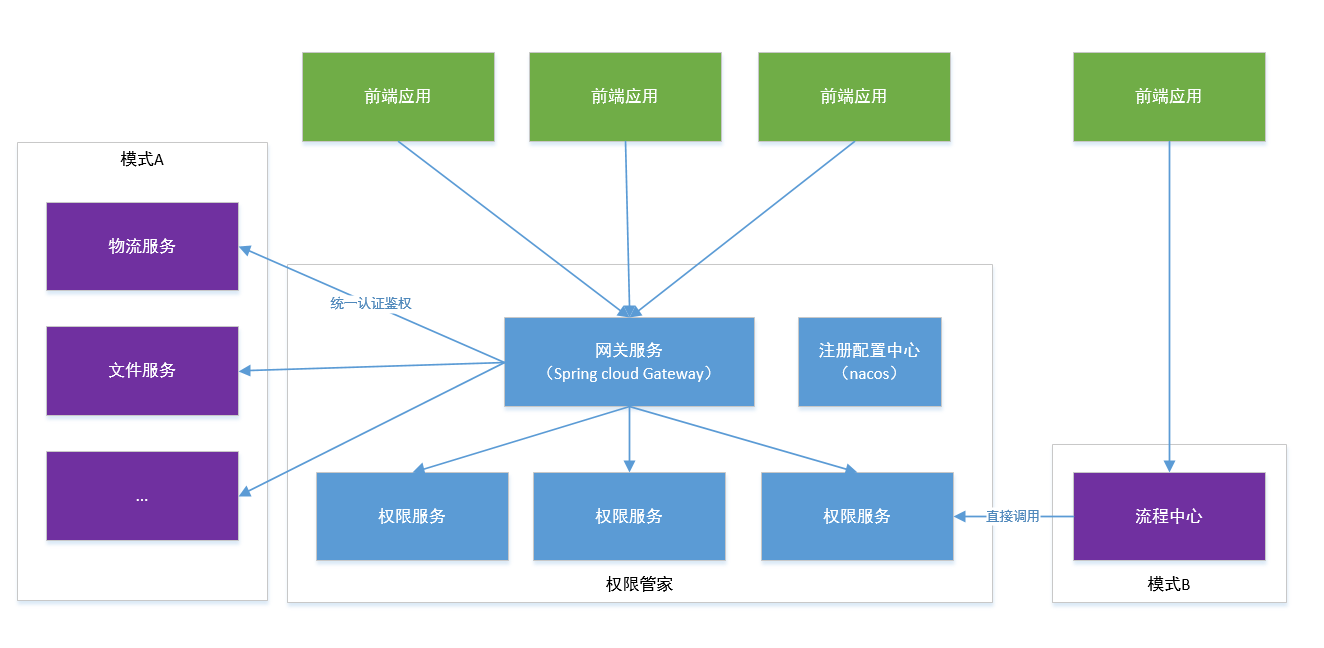 前端应用
前端应用
前端应用
前端应用
模式A
物流服务
统一认证鉴权
网关服务
（Spring cloud Gateway）
注册配置中心
（nacos）
文件服务
...
权限服务
权限服务
权限服务
直接调用
流程中心
权限管家
模式B